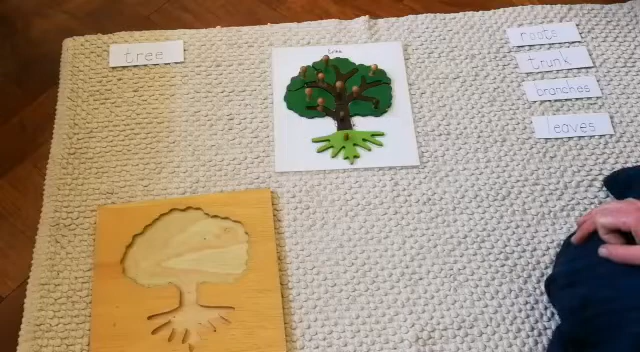 tree
tree
roots
trunk
branches
leaves